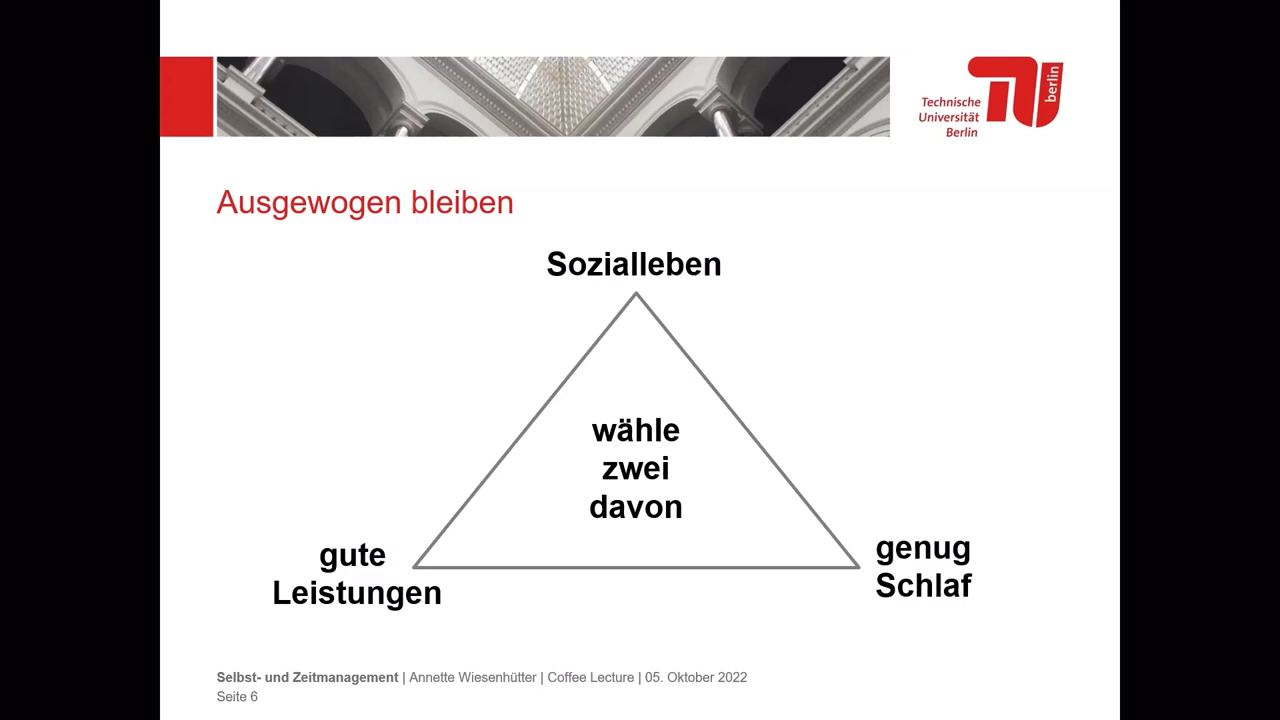 Technische
Universität
Berlin
berlin
Ausgewogen bleiben
Sozialleben
wähle
zwei
davon
gute
Leistungen
genug
Schlaf
Selbst- und Zeitmanagement | Annette Wiesenhütter | Coffee Lecture | 05. Oktober 2022
Seite 6